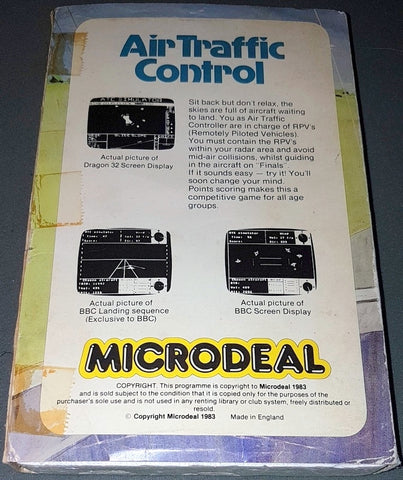 Air Traffic
Control
Sit back but don't relax, the
skies are full of aircraft waiting
to land. You as Air Traffic
Controller are in charge of RPV's
(Remotely Piloted Vehicles).
You must contain the RPV's
within your radar area and avoid
mid-air collisions, whilst guiding
in the aircraft on "Finals".
If it sounds easy — try it! You'll
soon change your mind.
Points scoring makes this a
competitive game for all age
groups.
ATC SIMULATOR
Actual picture of
Dragon 32 Screen Display
Actual picture of
BBC Landing sequence
(Exclusive to BBC)
Actual picture of
BBC Screen Display
MICRODEAL
COPYRIGHT. This programme is copyright to Microdeal 1983
and is sold subject to the condition that it is copied only for the purposes of the
purchaser's sole use and is not used in any renting library or club system, freely distributed or
resold.
© Copyright Microdeal 1983 Made in England